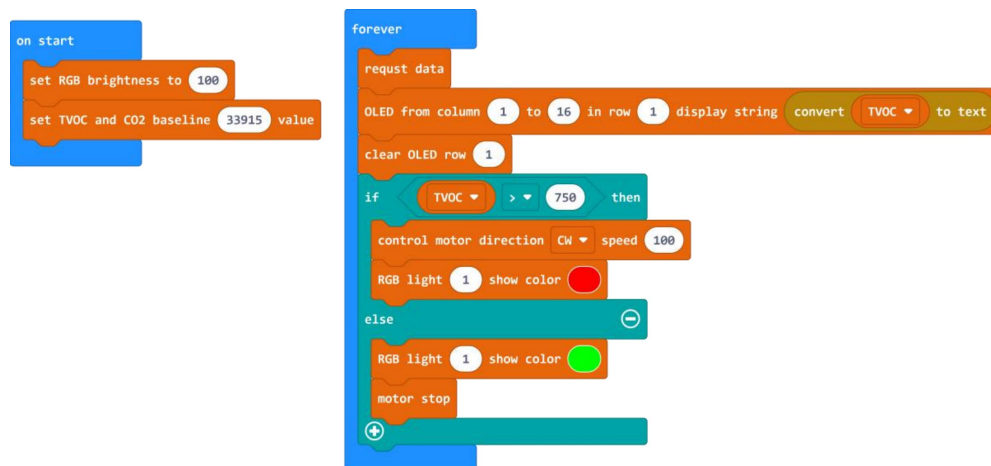 on start
set RGB brightness to 100
set TVOC and CO2 baseline 33915 value
forever
requst data
OLED from column 1 to 16 in row 1 display string convert TVOC to text
clear OLED row 1
if TVOC > 750 then
control motor direction CW speed 100
RGB light 1 show color
else
RGB light 1 show color
motor stop